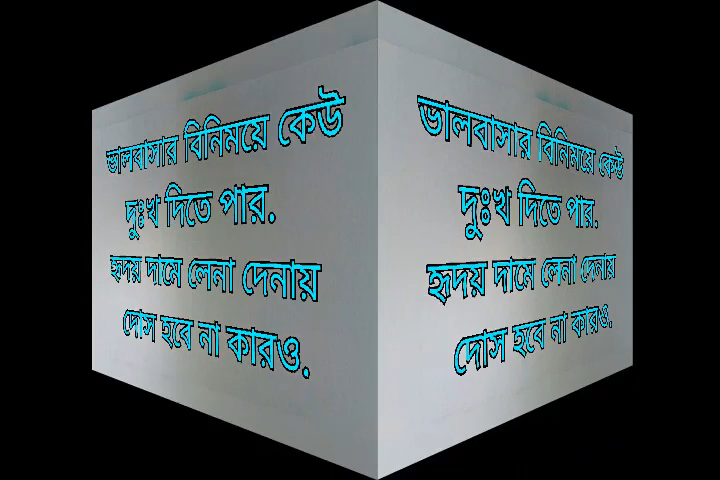 ভালবাসার বিনিময়ে কেউ
দুঃখ দিতে পার.
হৃদয় দামে লেনা দেনায়
দোস হবে না কারও.
ভালবাসার বিনিময়ে কেউ
দুঃখ দিতে পার.
হৃদয় দামে লেনা দেনায়
দোস হবে না কারও.